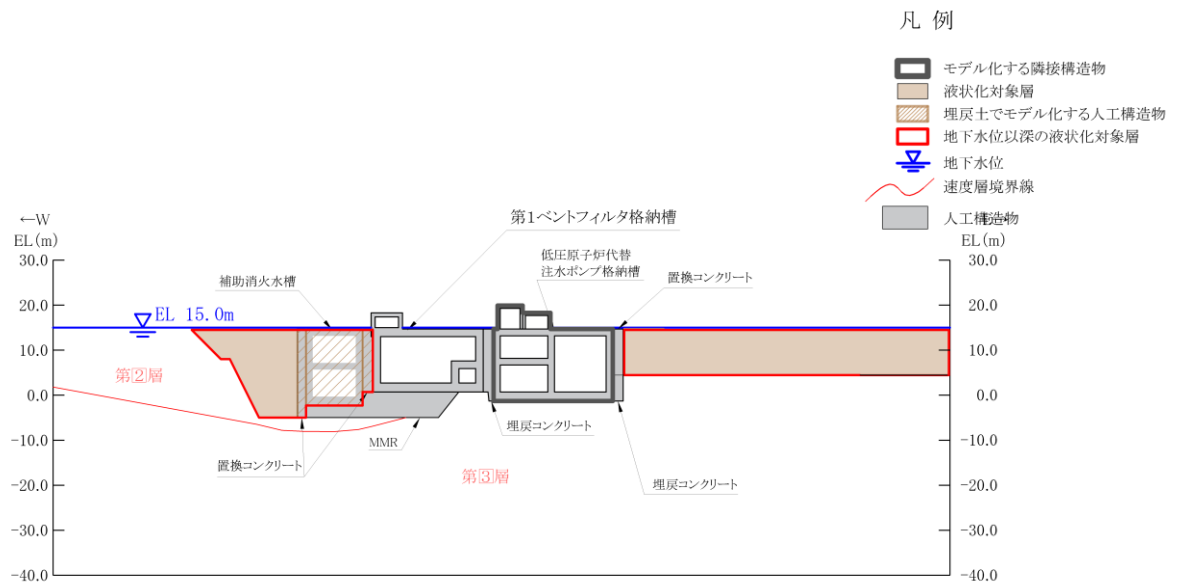 凡 例
モデル化する隣接構造物
液状化対象層
埋戻土でモデル化する人工構造物
地下水位以深の液状化対象層
地下水位
速度層境界線
人工構造物
←W
EL(m)
E→
EL(m)
第1ベントフィルタ格納槽
低圧原子炉代替
注水ポンプ格納槽
補助消火水槽
置換コンクリート
EL 15.0m
30.0
20.0
10.0
0.0
-10.0
-20.0
-30.0
-40.0
30.0
20.0
10.0
0.0
-10.0
-20.0
-30.0
-40.0
第②層
埋戻コンクリート
MMR
置換コンクリート
第③層
埋戻コンクリート